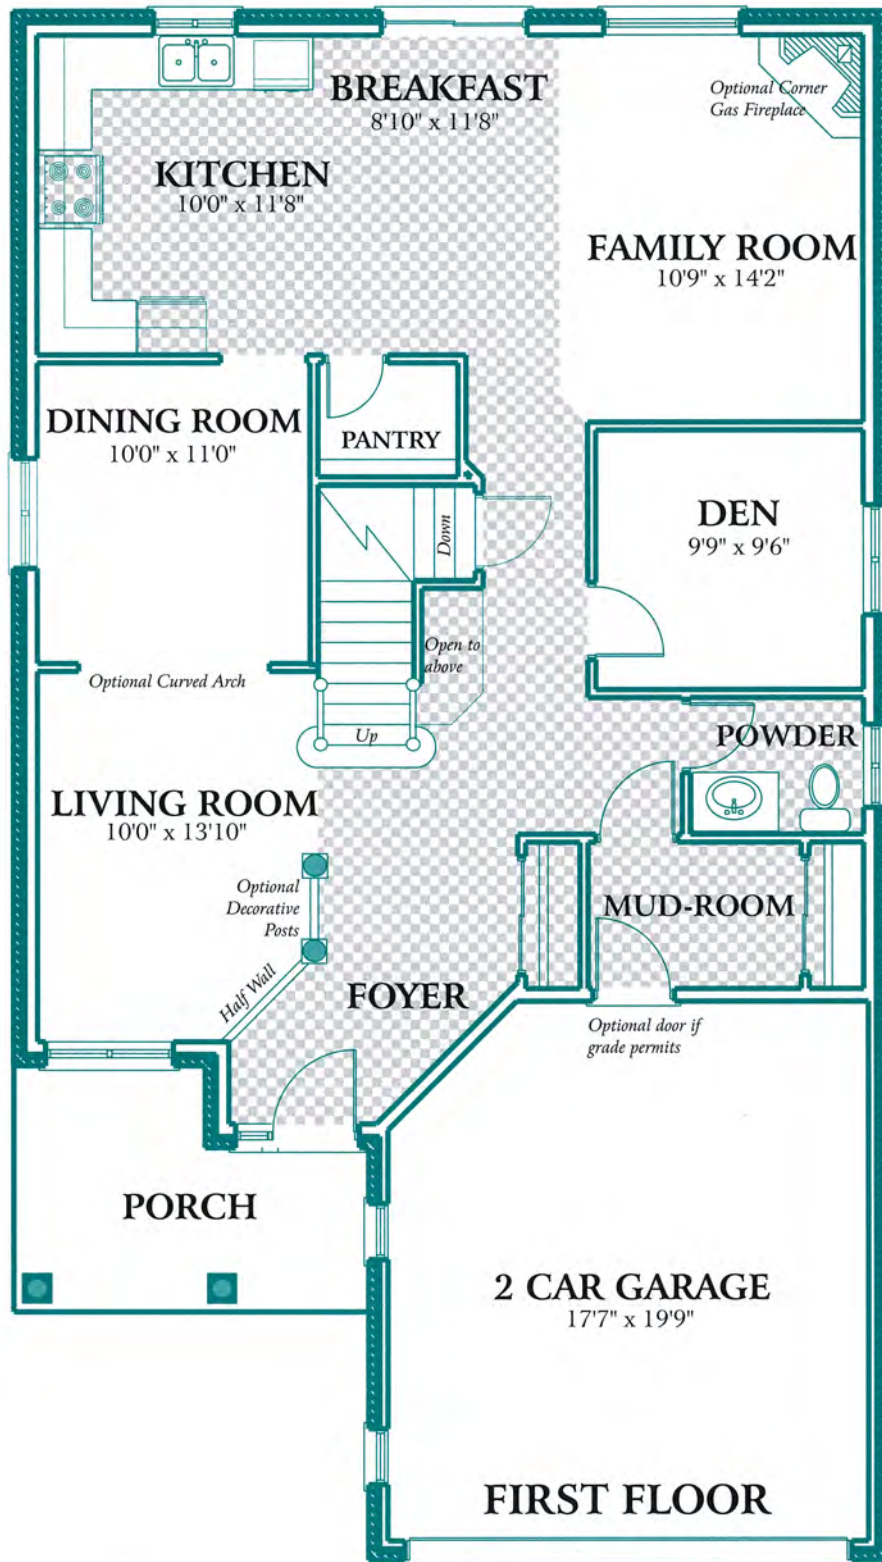 BREAKFAST
8'10" x 11'8"
Optional Corner
Gas Fireplace
KITCHEN
10'0" x 11'8"
FAMILY ROOM
10'9" x 14'2"
DINING ROOM
10'0" x 11'0"
PANTRY
DEN
9'9" x 9'6"
Down
Open to
above
Optional Curved Arch
Up
POWDER
LIVING ROOM
10'0" x 13'10"
Optional
Decorative
Posts
MUD-ROOM
Half Wall
FOYER
Optional door if
grade permits
PORCH
2 CAR GARAGE
17'7" x 19'9"
FIRST FLOOR